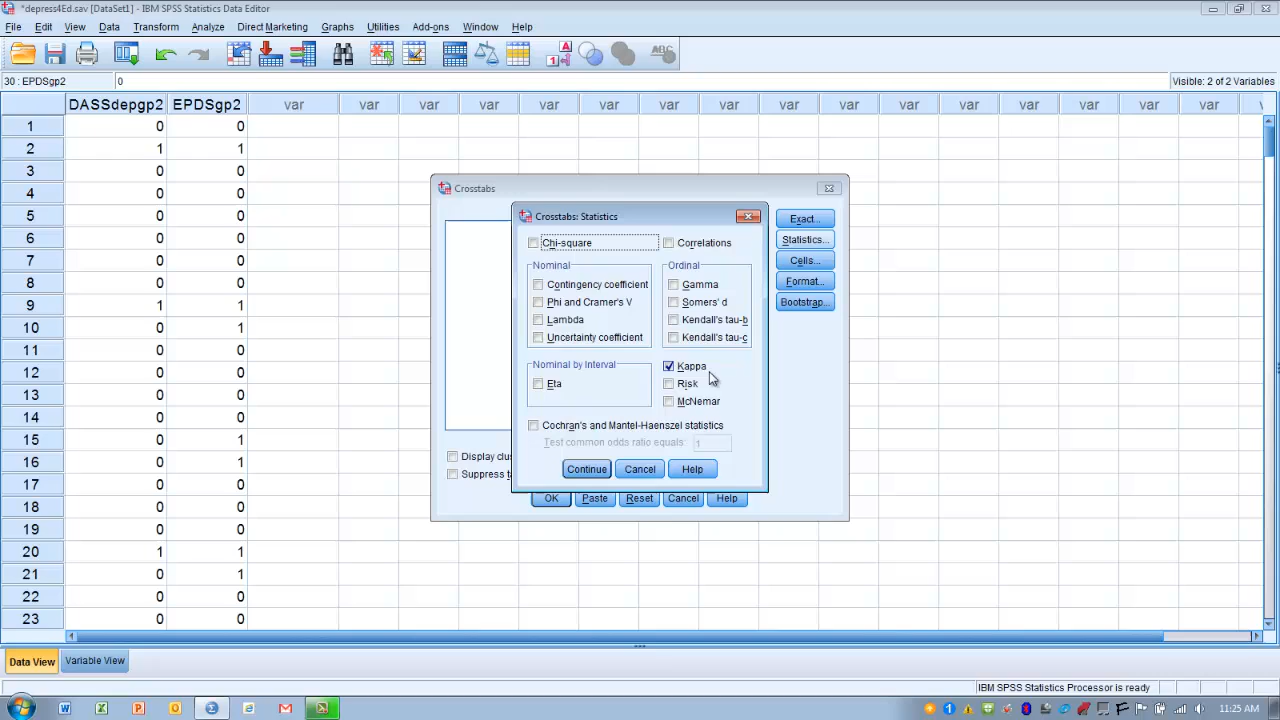 *depress4Ed.sav [DataSet1] - IBM SPSS Statistics Data Editor
File Edit View Data Transform Analyze Direct Marketing Graphs Utilities Add-ons Window Help
30 : EPDSgp2 0 Visible: 2 of 2 Variables
DASSdepgp2 EPDSgp2 var var var var var var var var var var var var var var var var
1 0 0
2 1 1
3 0 0
4 0 0
5 0 0
6 0 0
7 0 0
8 0 0
9 1 1
10 0 1
11 0 0
12 0 0
13 0 0
14 0 0
15 0 1
16 0 1
17 0 0
18 0 0
19 0 0
20 1 1
21 0 1
22 0 0
23 0 0
Crosstabs
Exact...
Statistics...
Cells...
Format...
Bootstrap...
Display clu
Suppress t
OK Paste Reset Cancel Help
Crosstabs: Statistics
Chi-square Correlations
Nominal Ordinal
Contingency coefficient Gamma
Phi and Cramer's V Somers' d
Lambda Kendall's tau-b
Uncertainty coefficient Kendall's tau-c
Nominal by Interval Kappa
Eta Risk
McNemar
Cochran's and Mantel-Haenszel statistics
Test common odds ratio equals: 1
Continue Cancel Help
Data View Variable View
IBM SPSS Statistics Processor is ready
11:25 AM